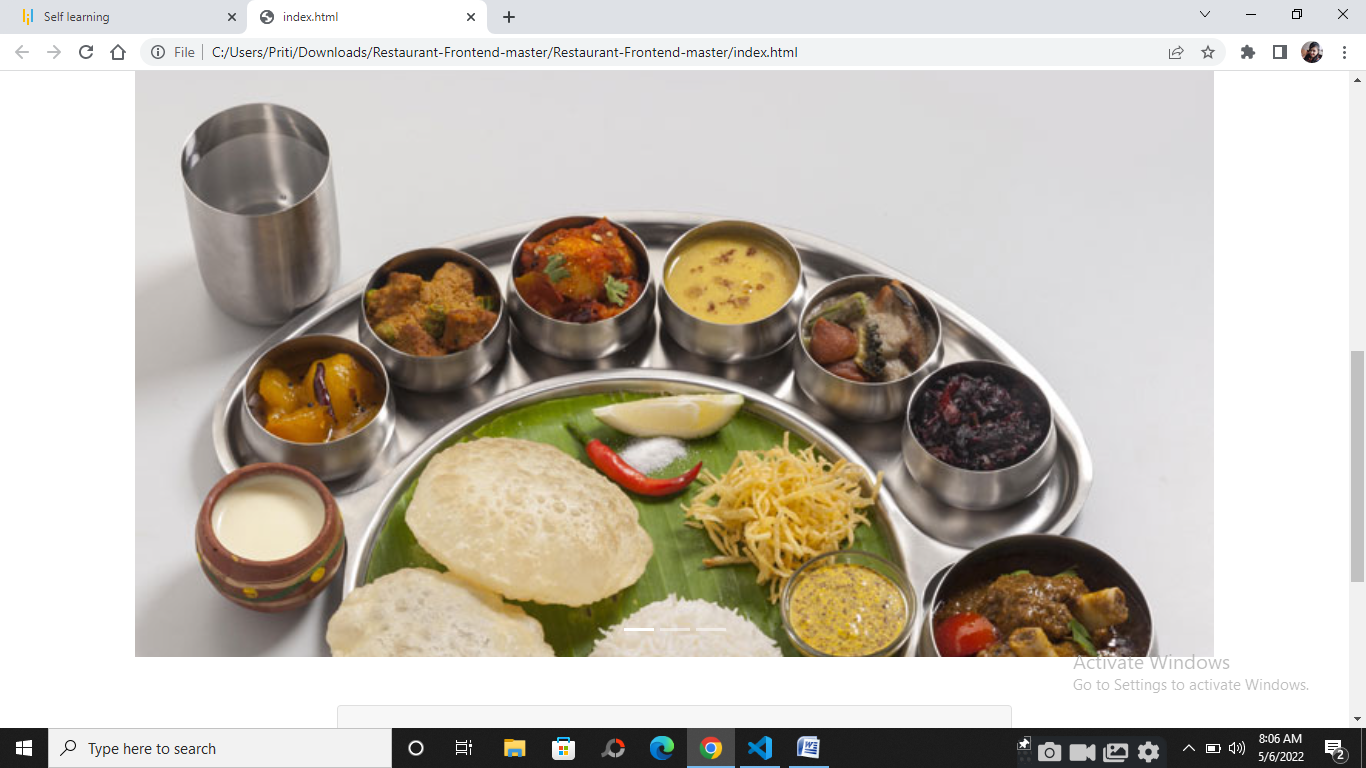 Self learning
index.html
File
C:/Users/Priti/Downloads/Restaurant-Frontend-master/Restaurant-Frontend-master/index.html
Activate Windows
Go to Settings to activate Windows.
Type here to search
8:06 AM
5/6/2022
2